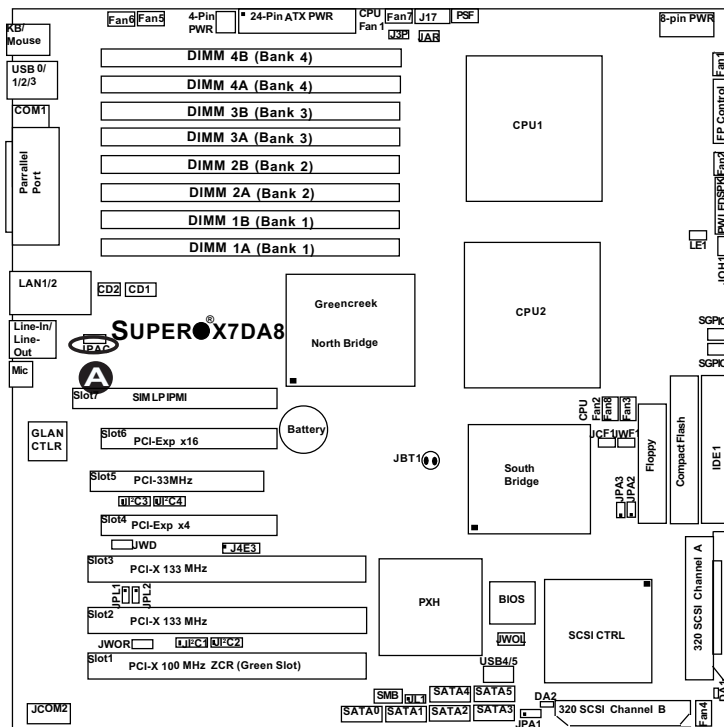 KB/
Mouse
Fan6
Fan5
4-Pin
PWR
24-Pin ATX PWR
CPU
Fan 1
Fan7
J17
PSF
J3P
JAR
8-pin PWR
USB 0/
1/2/3
COM1
Parrallel
Port
DIMM 4B (Bank 4)
DIMM 4A (Bank 4)
DIMM 3B (Bank 3)
DIMM 3A (Bank 3)
DIMM 2B (Bank 2)
DIMM 2A (Bank 2)
DIMM 1B (Bank 1)
DIMM 1A (Bank 1)
CPU1
Fan1
FP Control
Fan2
PWLEDSPK
LE1
JOH1
LAN1/2
CD2
CD1
Greencreek
North Bridge
CPU2
Line-In/
Line-
Out
SUPER ® X7DA8
JPAC
A
Mic
SGPIO
SGPIO
Slot7
SIMLP IPMI
GLAN
CTLR
Slot6
PCI-Exp x16
Battery
CPU
Fan2
Fan8
Fan3
JCF1
JWF1
Floppy
Compact Flash
IDE1
Slot5
PCI-33MHz
JBT1
South
Bridge
JPA3
JPA2
JI²C3
JI²C4
Slot4
PCI-Exp x4
JWD
J4E3
Slot3
PCI-X 133 MHz
JPL1
JPL2
PXH
BIOS
SCSI CTRL
320 SCSI Channel A
Slot2
PCI-X 133 MHz
JWOR
JI²C1
JI²C2
JWOL
Slot1
PCI-X 100 MHz ZCR (Green Slot)
USB4/5
JCOM2
SMB
JL1
SATA4
SATA5
SATA0
SATA1
SATA2
SATA3
DA2
JPA1
320 SCSI Channel B
Fan4